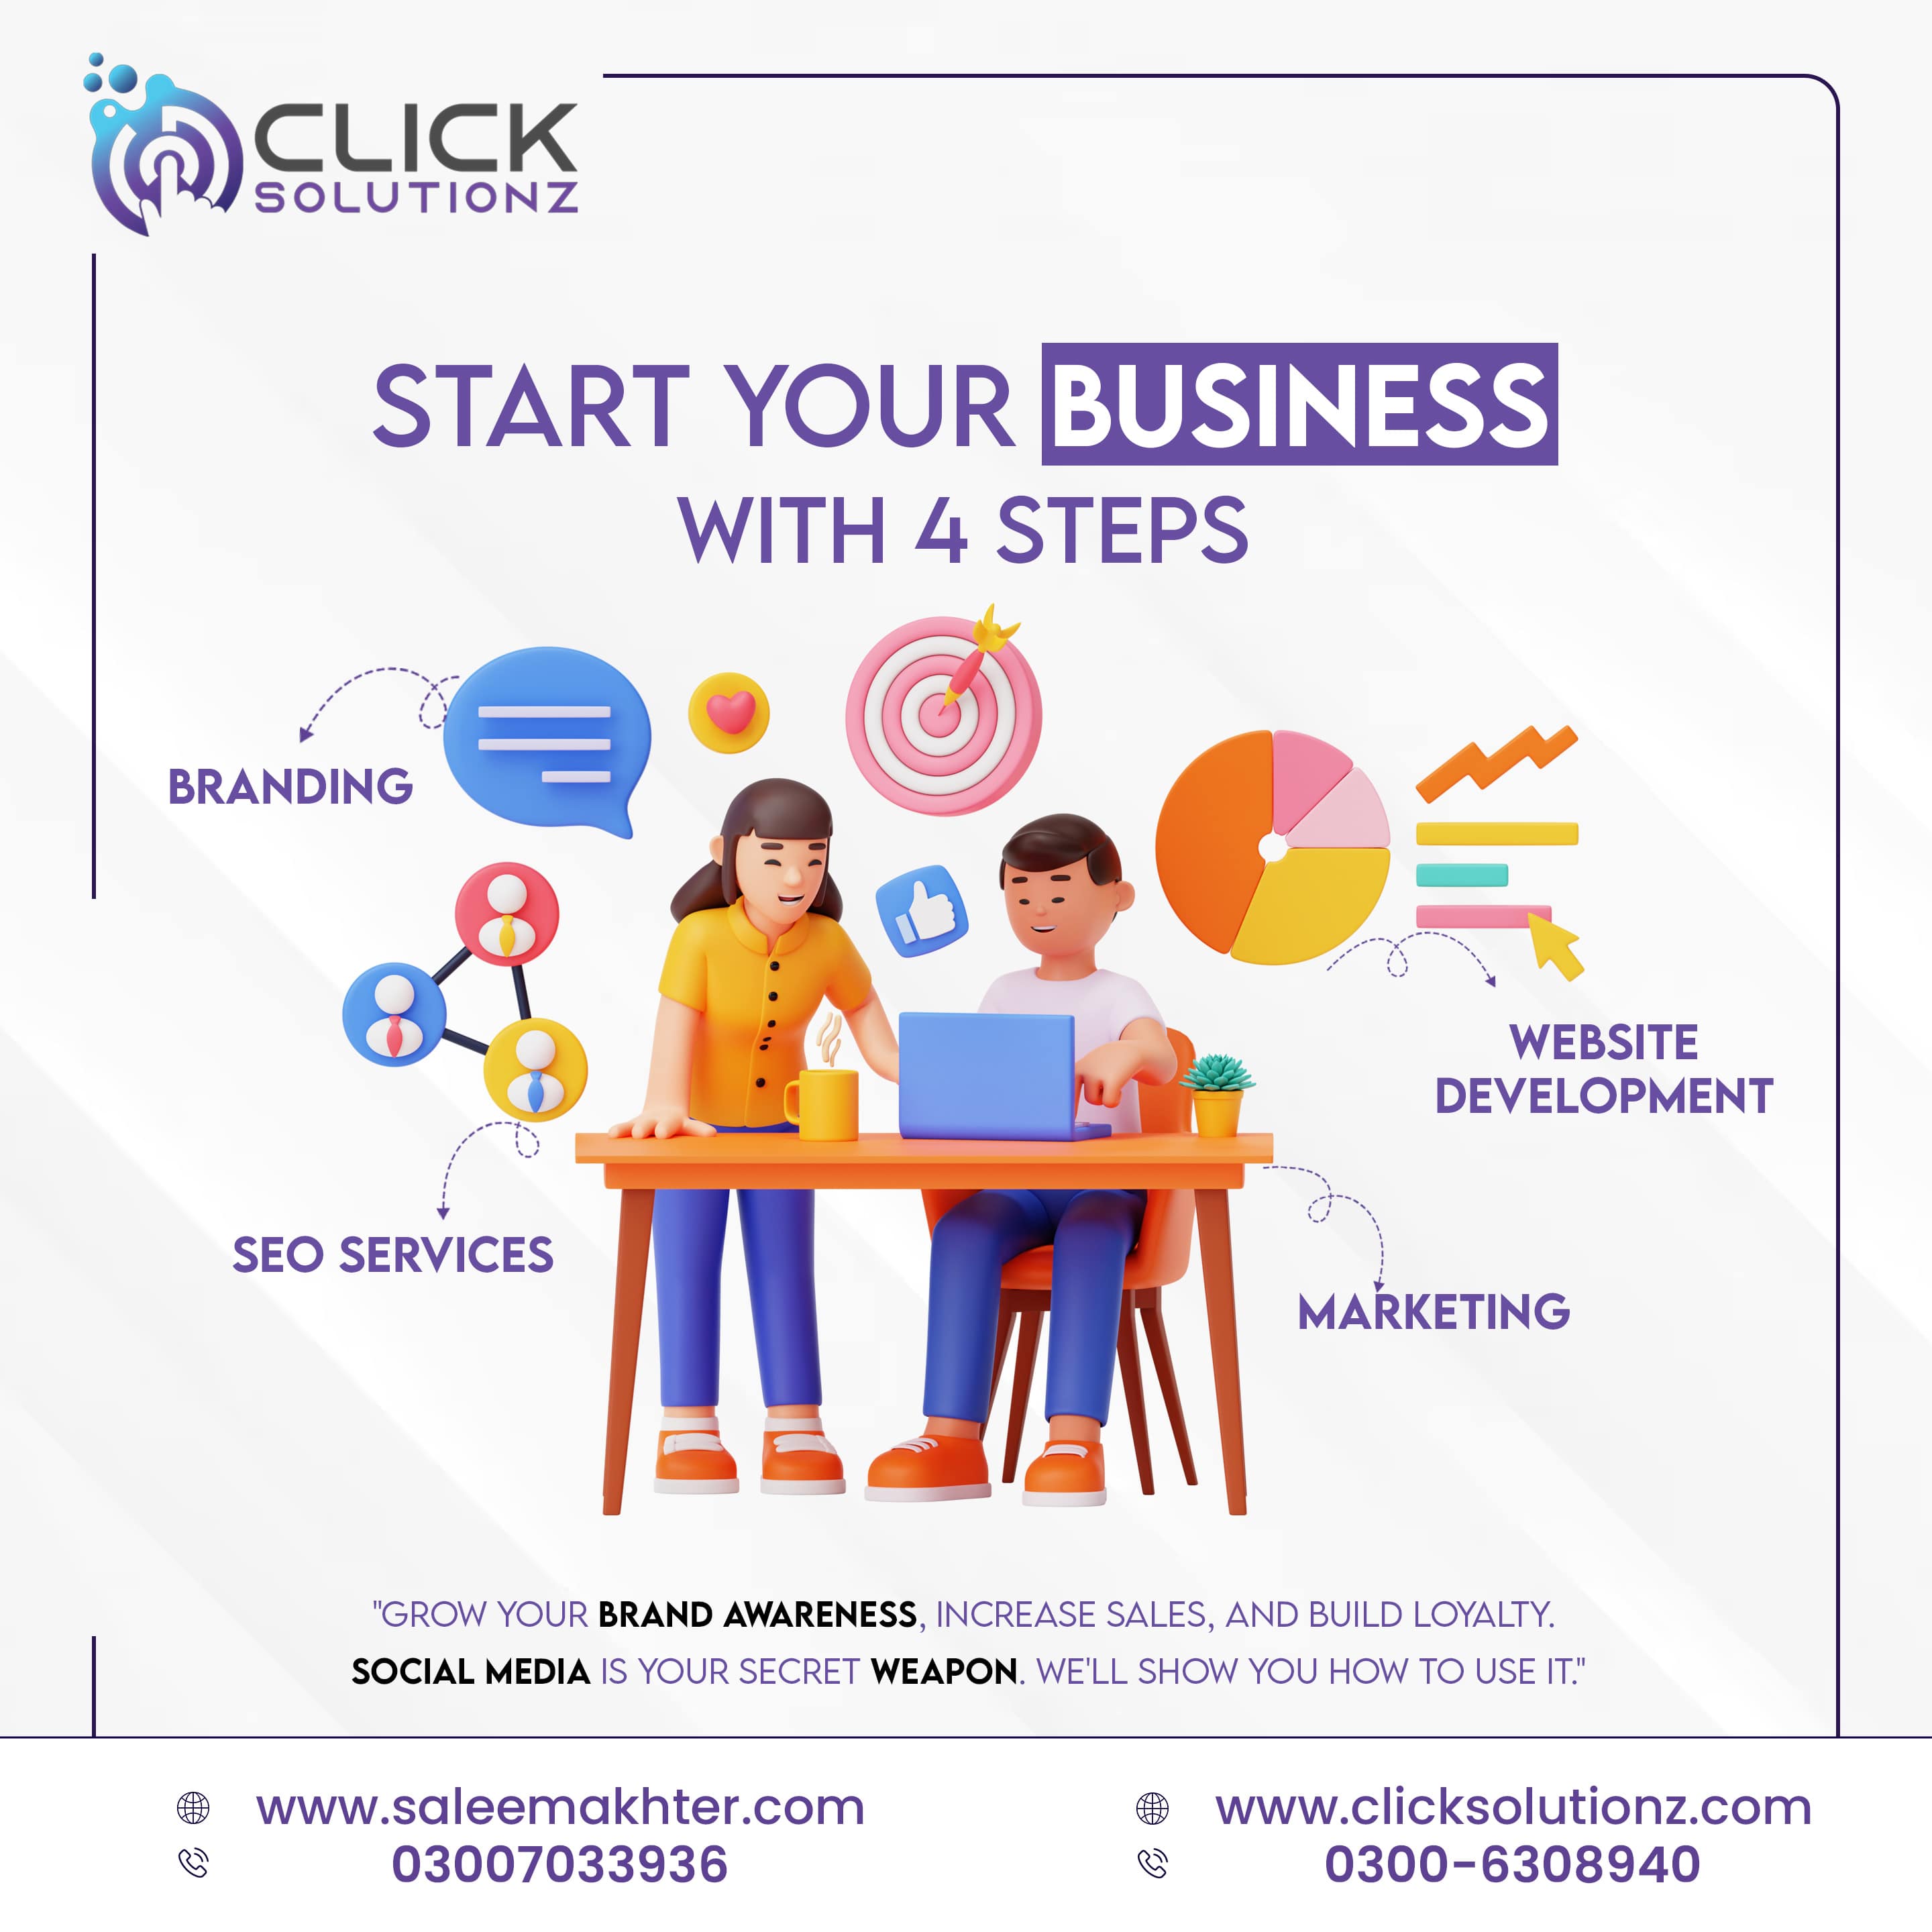 CLICK
SOLUTIONZ
START YOUR BUSINESS
WITH 4 STEPS
BRANDING
WEBSITE
DEVELOPMENT
SEO SERVICES
MARKETING
"GROW YOUR BRAND AWARENESS, INCREASE SALES, AND BUILD LOYALTY.
SOCIAL MEDIA IS YOUR SECRET WEAPON. WE'LL SHOW YOU HOW TO USE IT."
www.saleemakhter.com
03007033936
www.clicksolutionz.com
0300-6308940